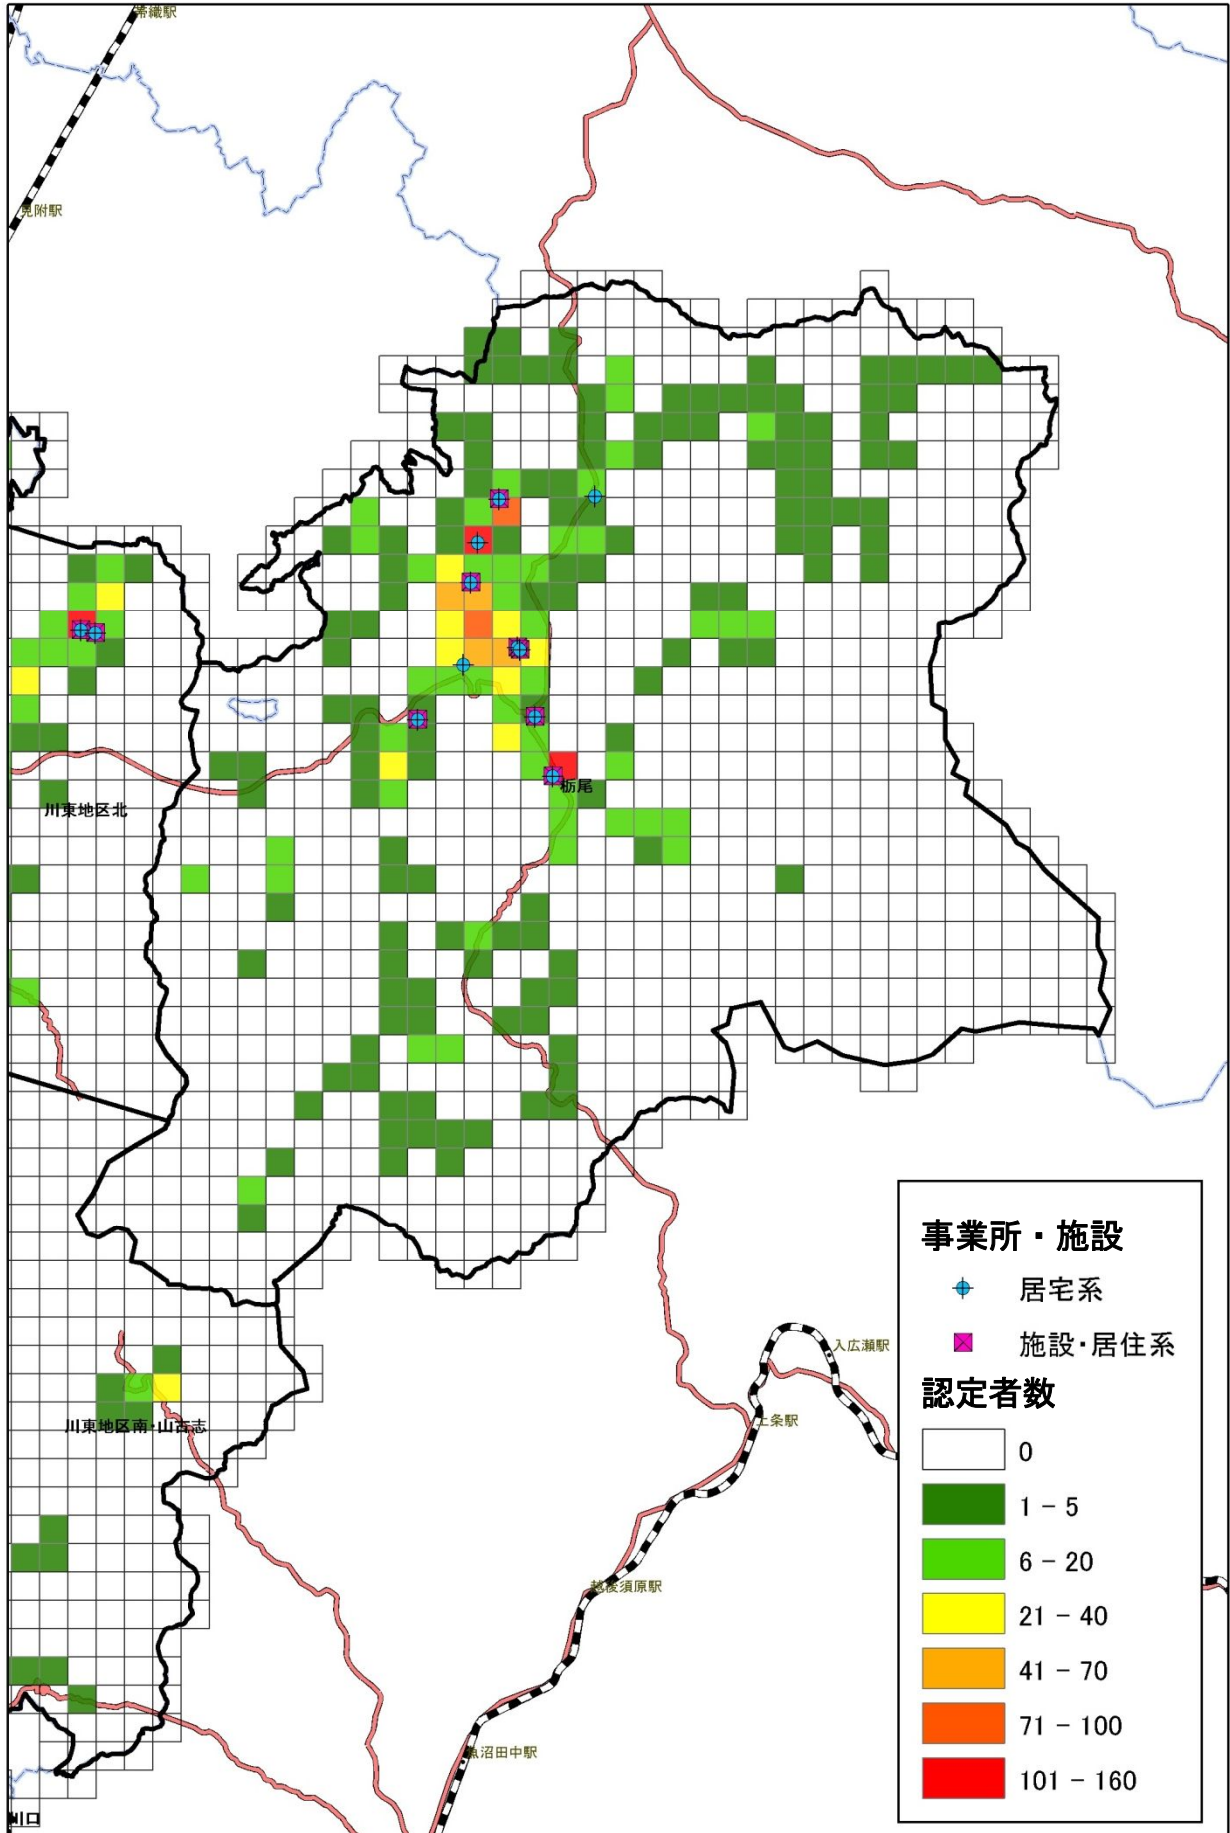 帯織駅
見附駅
栃尾
川東地区北
川東地区南・山古志
事業所・施設
居宅系
施設・居住系
認定者数
0
1 - 5
6 - 20
21 - 40
41 - 70
71 - 100
101 - 160
入広瀬駅
上条駅
越後須原駅
魚沼田中駅
川口